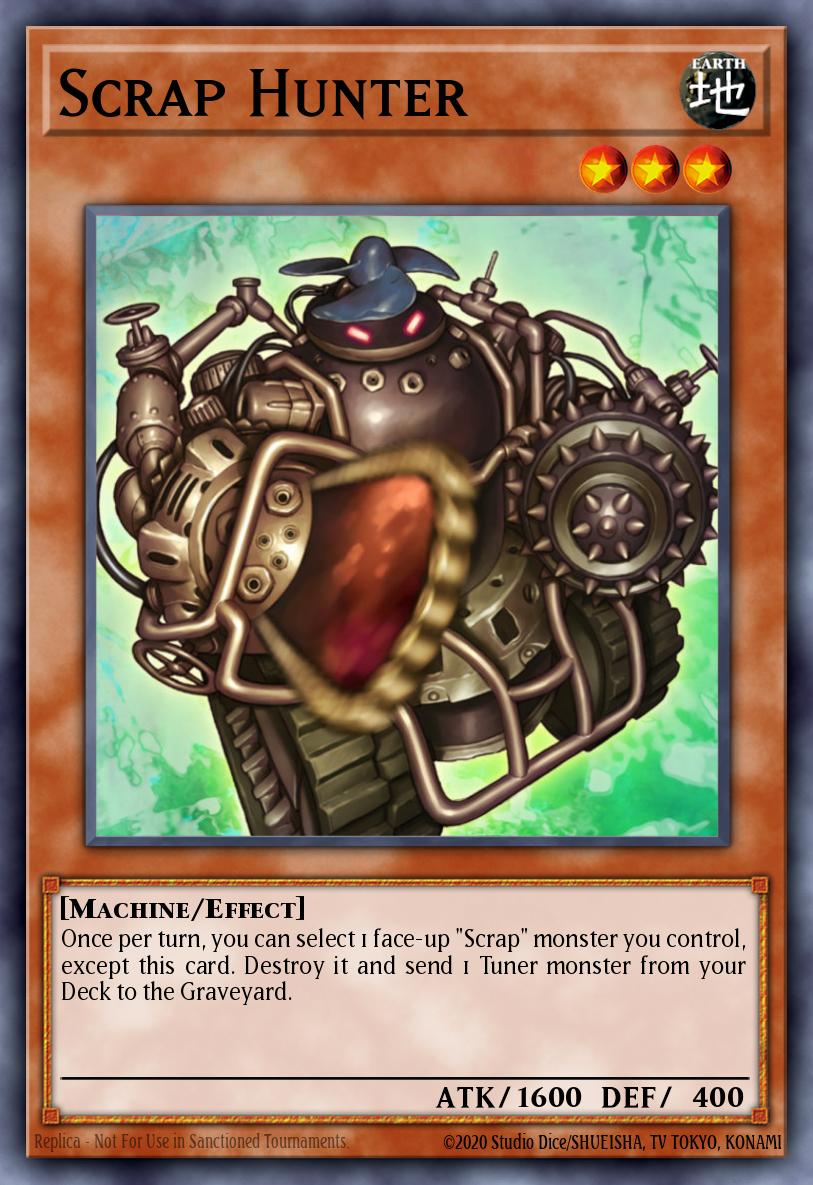 Scrap Hunter
EARTH
地
[Machine/Effect]
Once per turn, you can select 1 face-up "Scrap" monster you control,
except this card. Destroy it and send 1 Tuner monster from your
Deck to the Graveyard.
ATK/1600 DEF/ 400
Replica - Not For Use in Sanctioned Tournaments.
©2020 Studio Dice/SHUEISHA, TV TOKYO, KONAMI